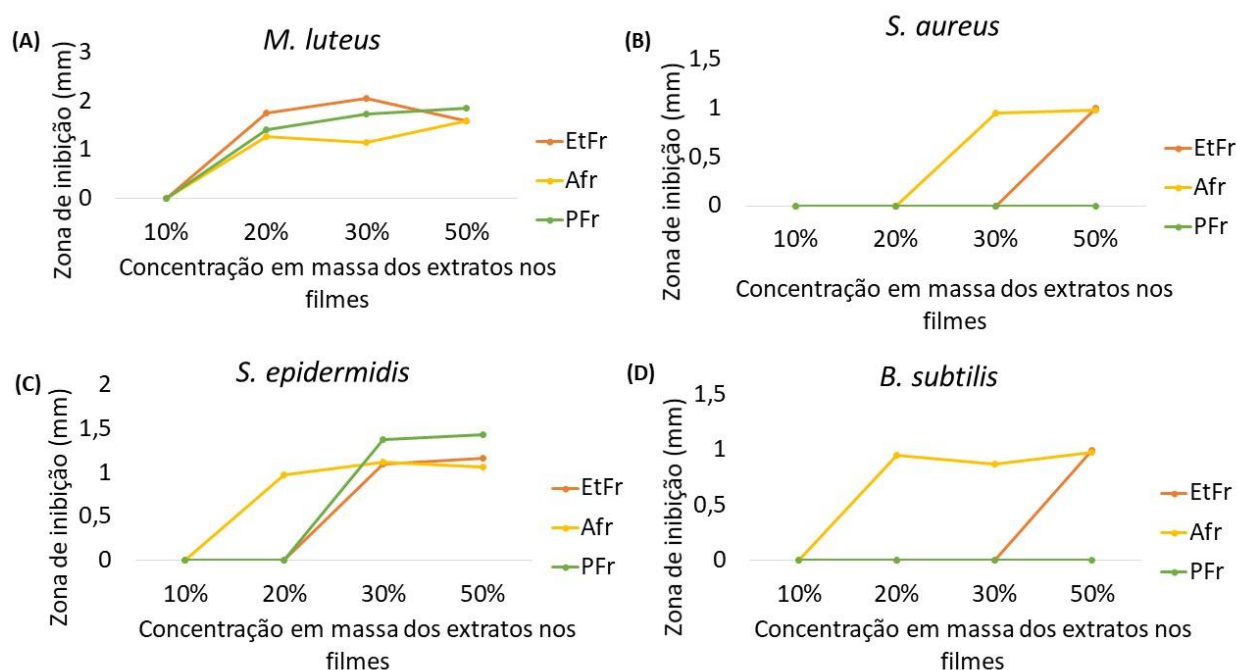 (A)
M. luteus
Zona de inibição (mm)
3
2
1
0
10% 20% 30% 50%
Concentração em massa dos extratos nos
filmes
EtFr
Afr
PFr
(B)
S. aureus
Zona de inibição (mm)
1,5
1
0,5
0
10% 20% 30% 50%
Concentração em massa dos extratos nos
filmes
EtFr
Afr
PFr
(C)
S. epidermidis
Zona de inibição (mm)
2
1,5
1
0,5
0
10% 20% 30% 50%
Concentração em massa dos extratos nos
filmes
EtFr
Afr
PFr
(D)
B. subtilis
Zona de inibição (mm)
1,5
1
0,5
0
10% 20% 30% 50%
Concentração em massa dos extratos nos
filmes
EtFr
Afr
PFr